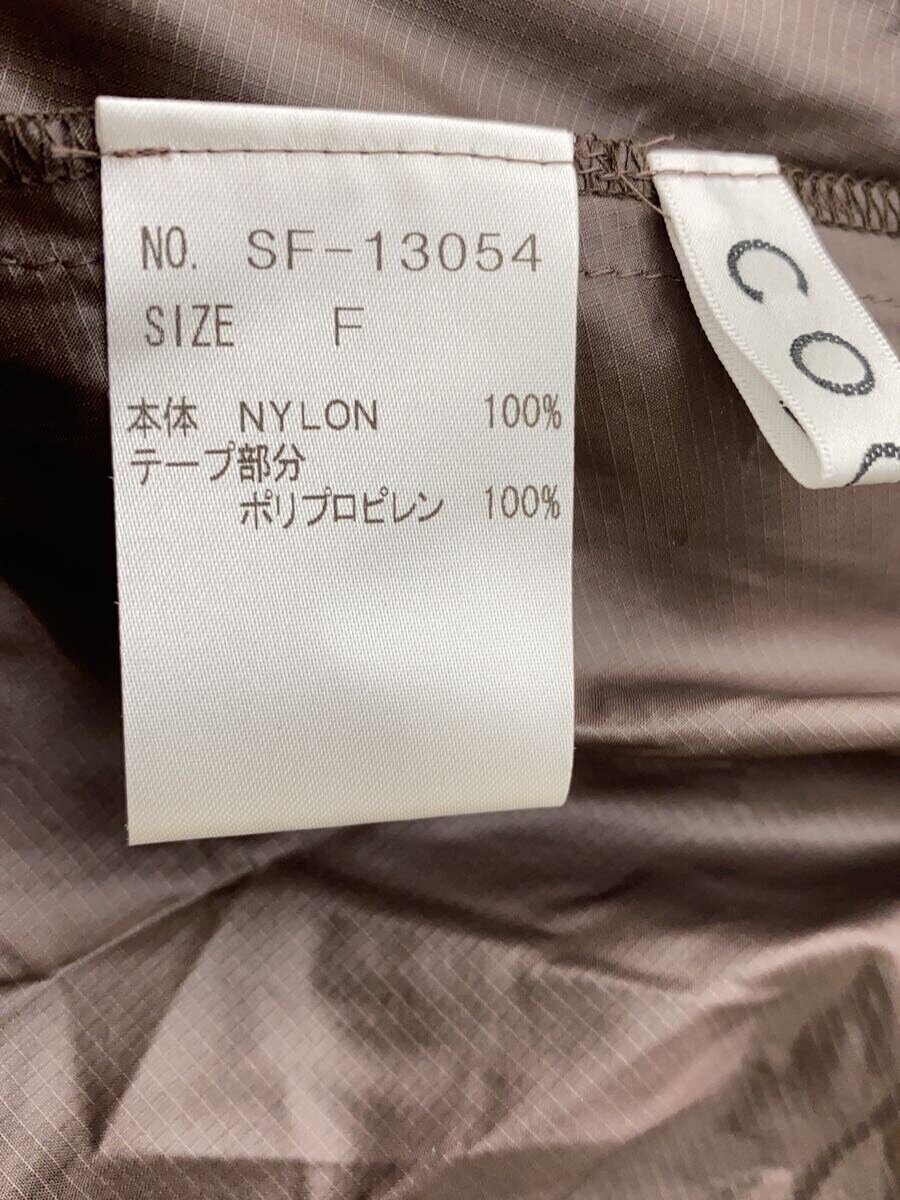 NO. SF-13054
SIZE F
本体 NYLON 100%
テープ部分
ポリプロピレン 100%
CO